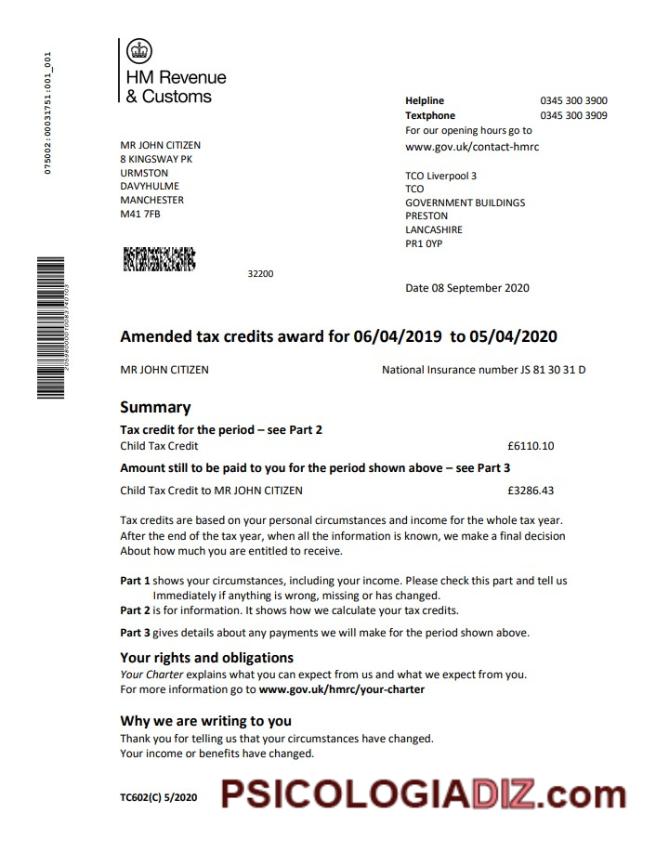 075002:00031751:001_001
HM Revenue
& Customs
Helpline 0345 300 3900
Textphone 0345 300 3909
For our opening hours go to
www.gov.uk/contact-hmrc
MR JOHN CITIZEN
8 KINGSWAY PK
URMSTON
DAVYHULME
MANCHESTER
M41 7FB
TCO Liverpool 3
TCO
GOVERNMENT BUILDINGS
PRESTON
LANCASHIRE
PR1 0YP
32200
Date 08 September 2020
Amended tax credits award for 06/04/2019 to 05/04/2020
MR JOHN CITIZEN National Insurance number JS 81 30 31 D
Summary
Tax credit for the period – see Part 2
Child Tax Credit £6110.10
Amount still to be paid to you for the period shown above – see Part 3
Child Tax Credit to MR JOHN CITIZEN £3286.43
Tax credits are based on your personal circumstances and income for the whole tax year.
After the end of the tax year, when all the information is known, we make a final decision
About how much you are entitled to receive.
Part 1 shows your circumstances, including your income. Please check this part and tell us
Immediately if anything is wrong, missing or has changed.
Part 2 is for information. It shows how we calculate your tax credits.
Part 3 gives details about any payments we will make for the period shown above.
Your rights and obligations
Your Charter explains what you can expect from us and what we expect from you.
For more information go to www.gov.uk/hmrc/your-charter
Why we are writing to you
Thank you for telling us that your circumstances have changed.
Your income or benefits have changed.
TC602(C) 5/2020
PSICOLOGIADIZ.com